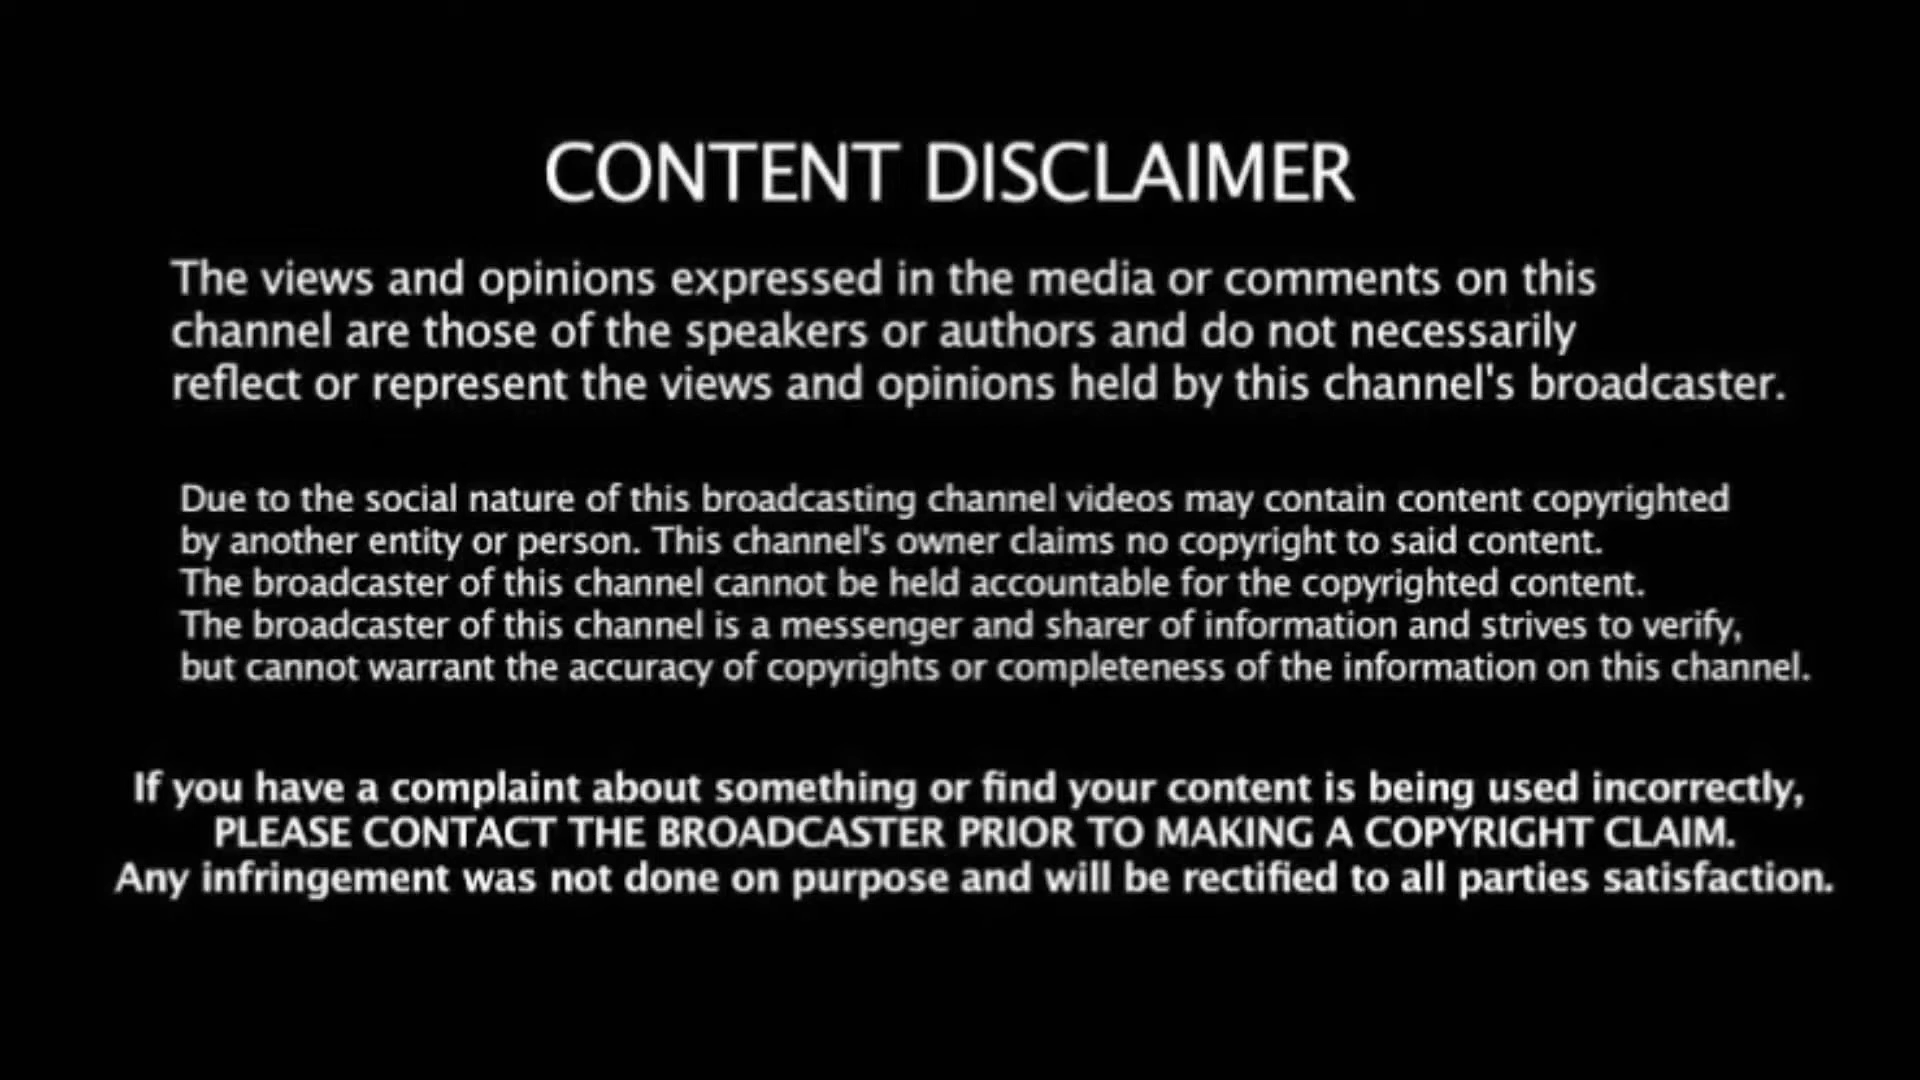 CONTENT DISCLAIMER
The views and opinions expressed in the media or comments on this
channel are those of the speakers or authors and do not necessarily
reflect or represent the views and opinions held by this channel's broadcaster.
Due to the social nature of this broadcasting channel videos may contain content copyrighted
by another entity or person. This channel's owner claims no copyright to said content.
The broadcaster of this channel cannot be held accountable for the copyrighted content.
The broadcaster of this channel is a messenger and sharer of information and strives to verify,
but cannot warrant the accuracy of copyrights or completeness of the information on this channel.
If you have a complaint about something or find your content is being used incorrectly,
PLEASE CONTACT THE BROADCASTER PRIOR TO MAKING A COPYRIGHT CLAIM.
Any infringement was not done on purpose and will be rectified to all parties satisfaction.